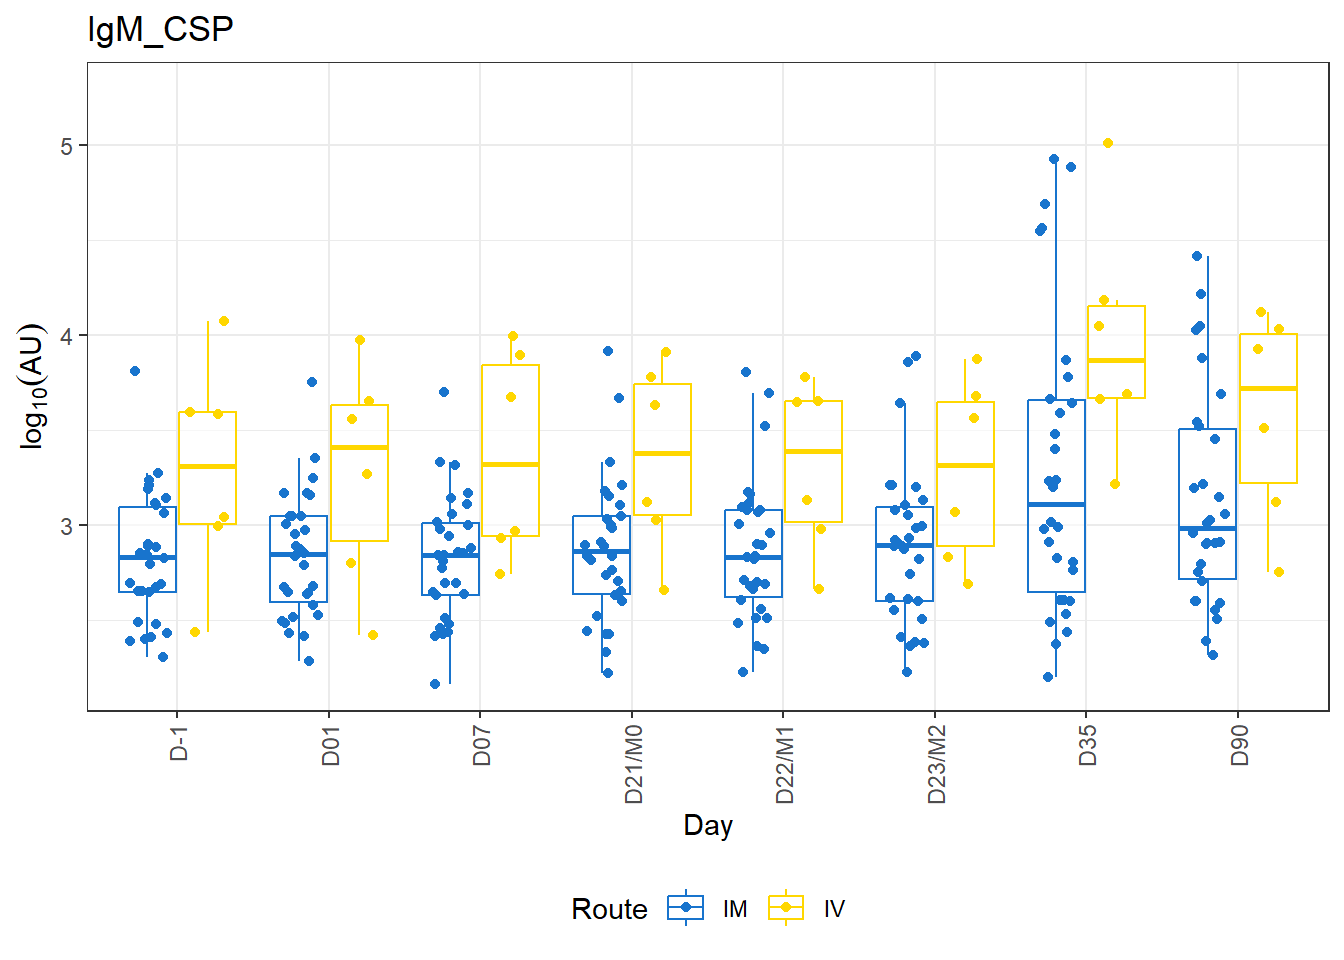 IgM_CSP
log10(AU)
5
4
3
D-1
D01
D07
D21/M0
D22/M1
D23/M2
D35
D90
Day
Route IM IV